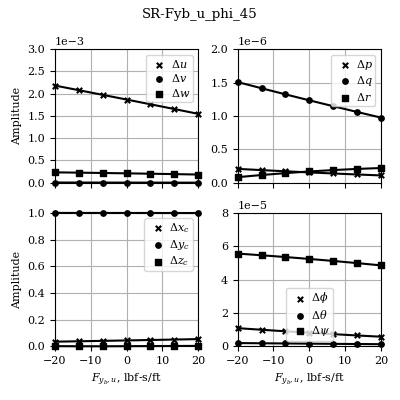 SR-Fyb_u_phi_45
1e−3
3.0
2.5
2.0
1.5
1.0
0.5
0.0
Amplitude
Δu
Δv
Δw
1e−6
2.0
1.5
1.0
0.5
0.0
Δp
Δq
Δr
1.0
0.8
0.6
0.4
0.2
0.0
Amplitude
Δx_c
Δy_c
Δz_c
−20 −10 0 10 20
F_{y_b, u}, lbf-s/ft
1e−5
8
6
4
2
0
Δϕ
Δθ
Δψ
−20 −10 0 10 20
F_{y_b, u}, lbf-s/ft